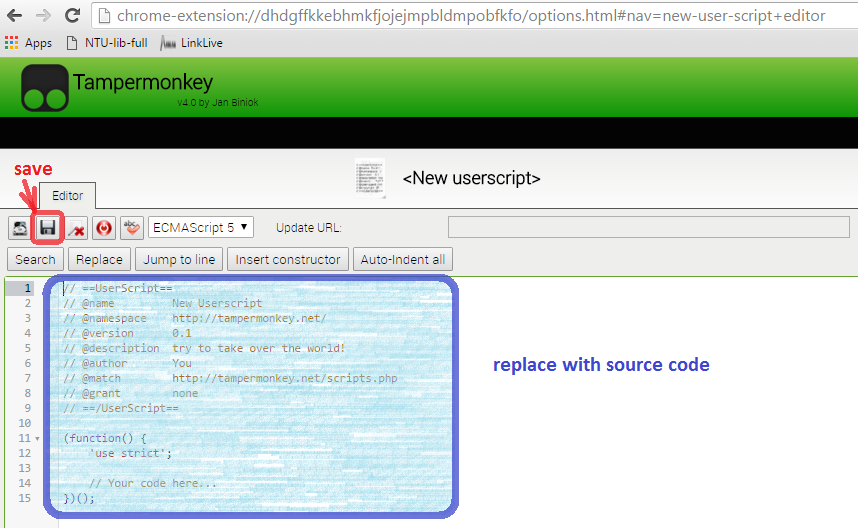 chrome-extension://dhdgffkkebhmkfjojejmpbldmpobfkfo/options.html#nav=new-user-script+editor
Apps NTU-lib-full LinkLive
Tampermonkey
v4.0 by Jan Biniok
save
<New userscript>
Editor
abc ECMAScript 5 Update URL:
Search Replace Jump to line Insert constructor Auto-Indent all
1 // ==UserScript==
2 // @name New Userscript
3 // @namespace http://tampermonkey.net/
4 // @version 0.1
5 // @description try to take over the world!
6 // @author You
7 // @match http://tampermonkey.net/scripts.php
8 // @grant none
9 // ==/UserScript==
10
11 (function() {
12 'use strict';
13
14 // Your code here...
15 })();
replace with source code